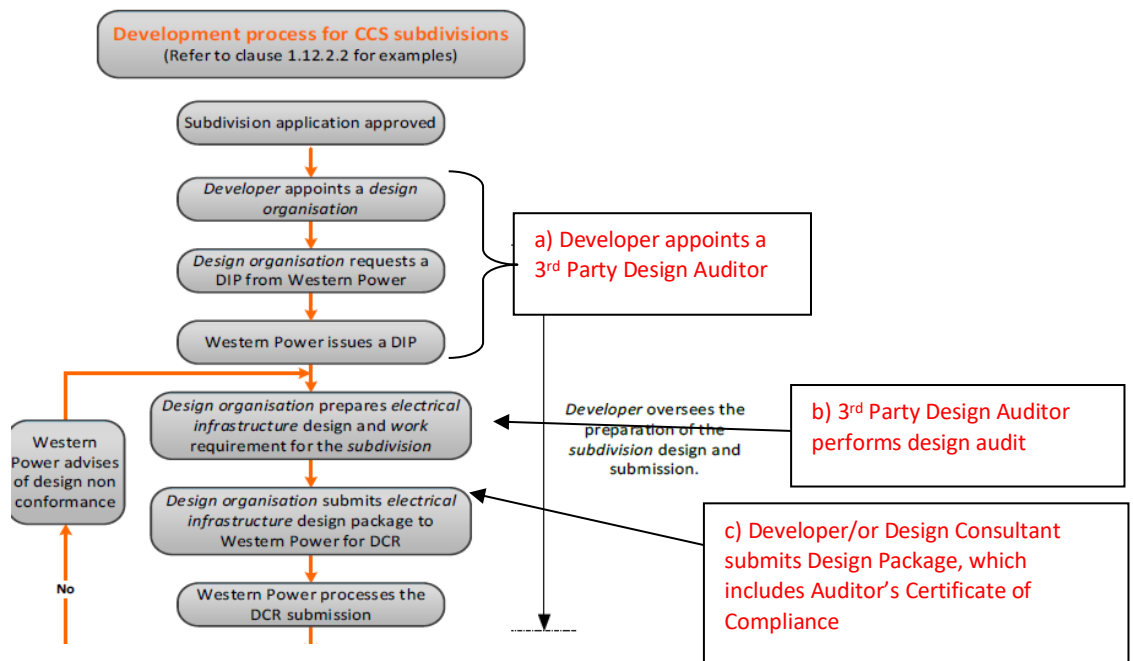 Development process for CCS subdivisions
(Refer to clause 1.12.2.2 for examples)
Subdivision application approved
Developer appoints a design
organisation
Design organisation requests a
DIP from Western Power
Western Power issues a DIP
a) Developer appoints a
3rd Party Design Auditor
Design organisation prepares electrical
infrastructure design and work
requirement for the subdivision
Developer oversees the
preparation of the
subdivision design and
submission.
b) 3rd Party Design Auditor
performs design audit
Western
Power advises
of design non
conformance
Design organisation submits electrical
infrastructure design package to
Western Power for DCR
c) Developer/or Design Consultant
submits Design Package, which
includes Auditor’s Certificate of
Compliance
No
Western Power processes the
DCR submission